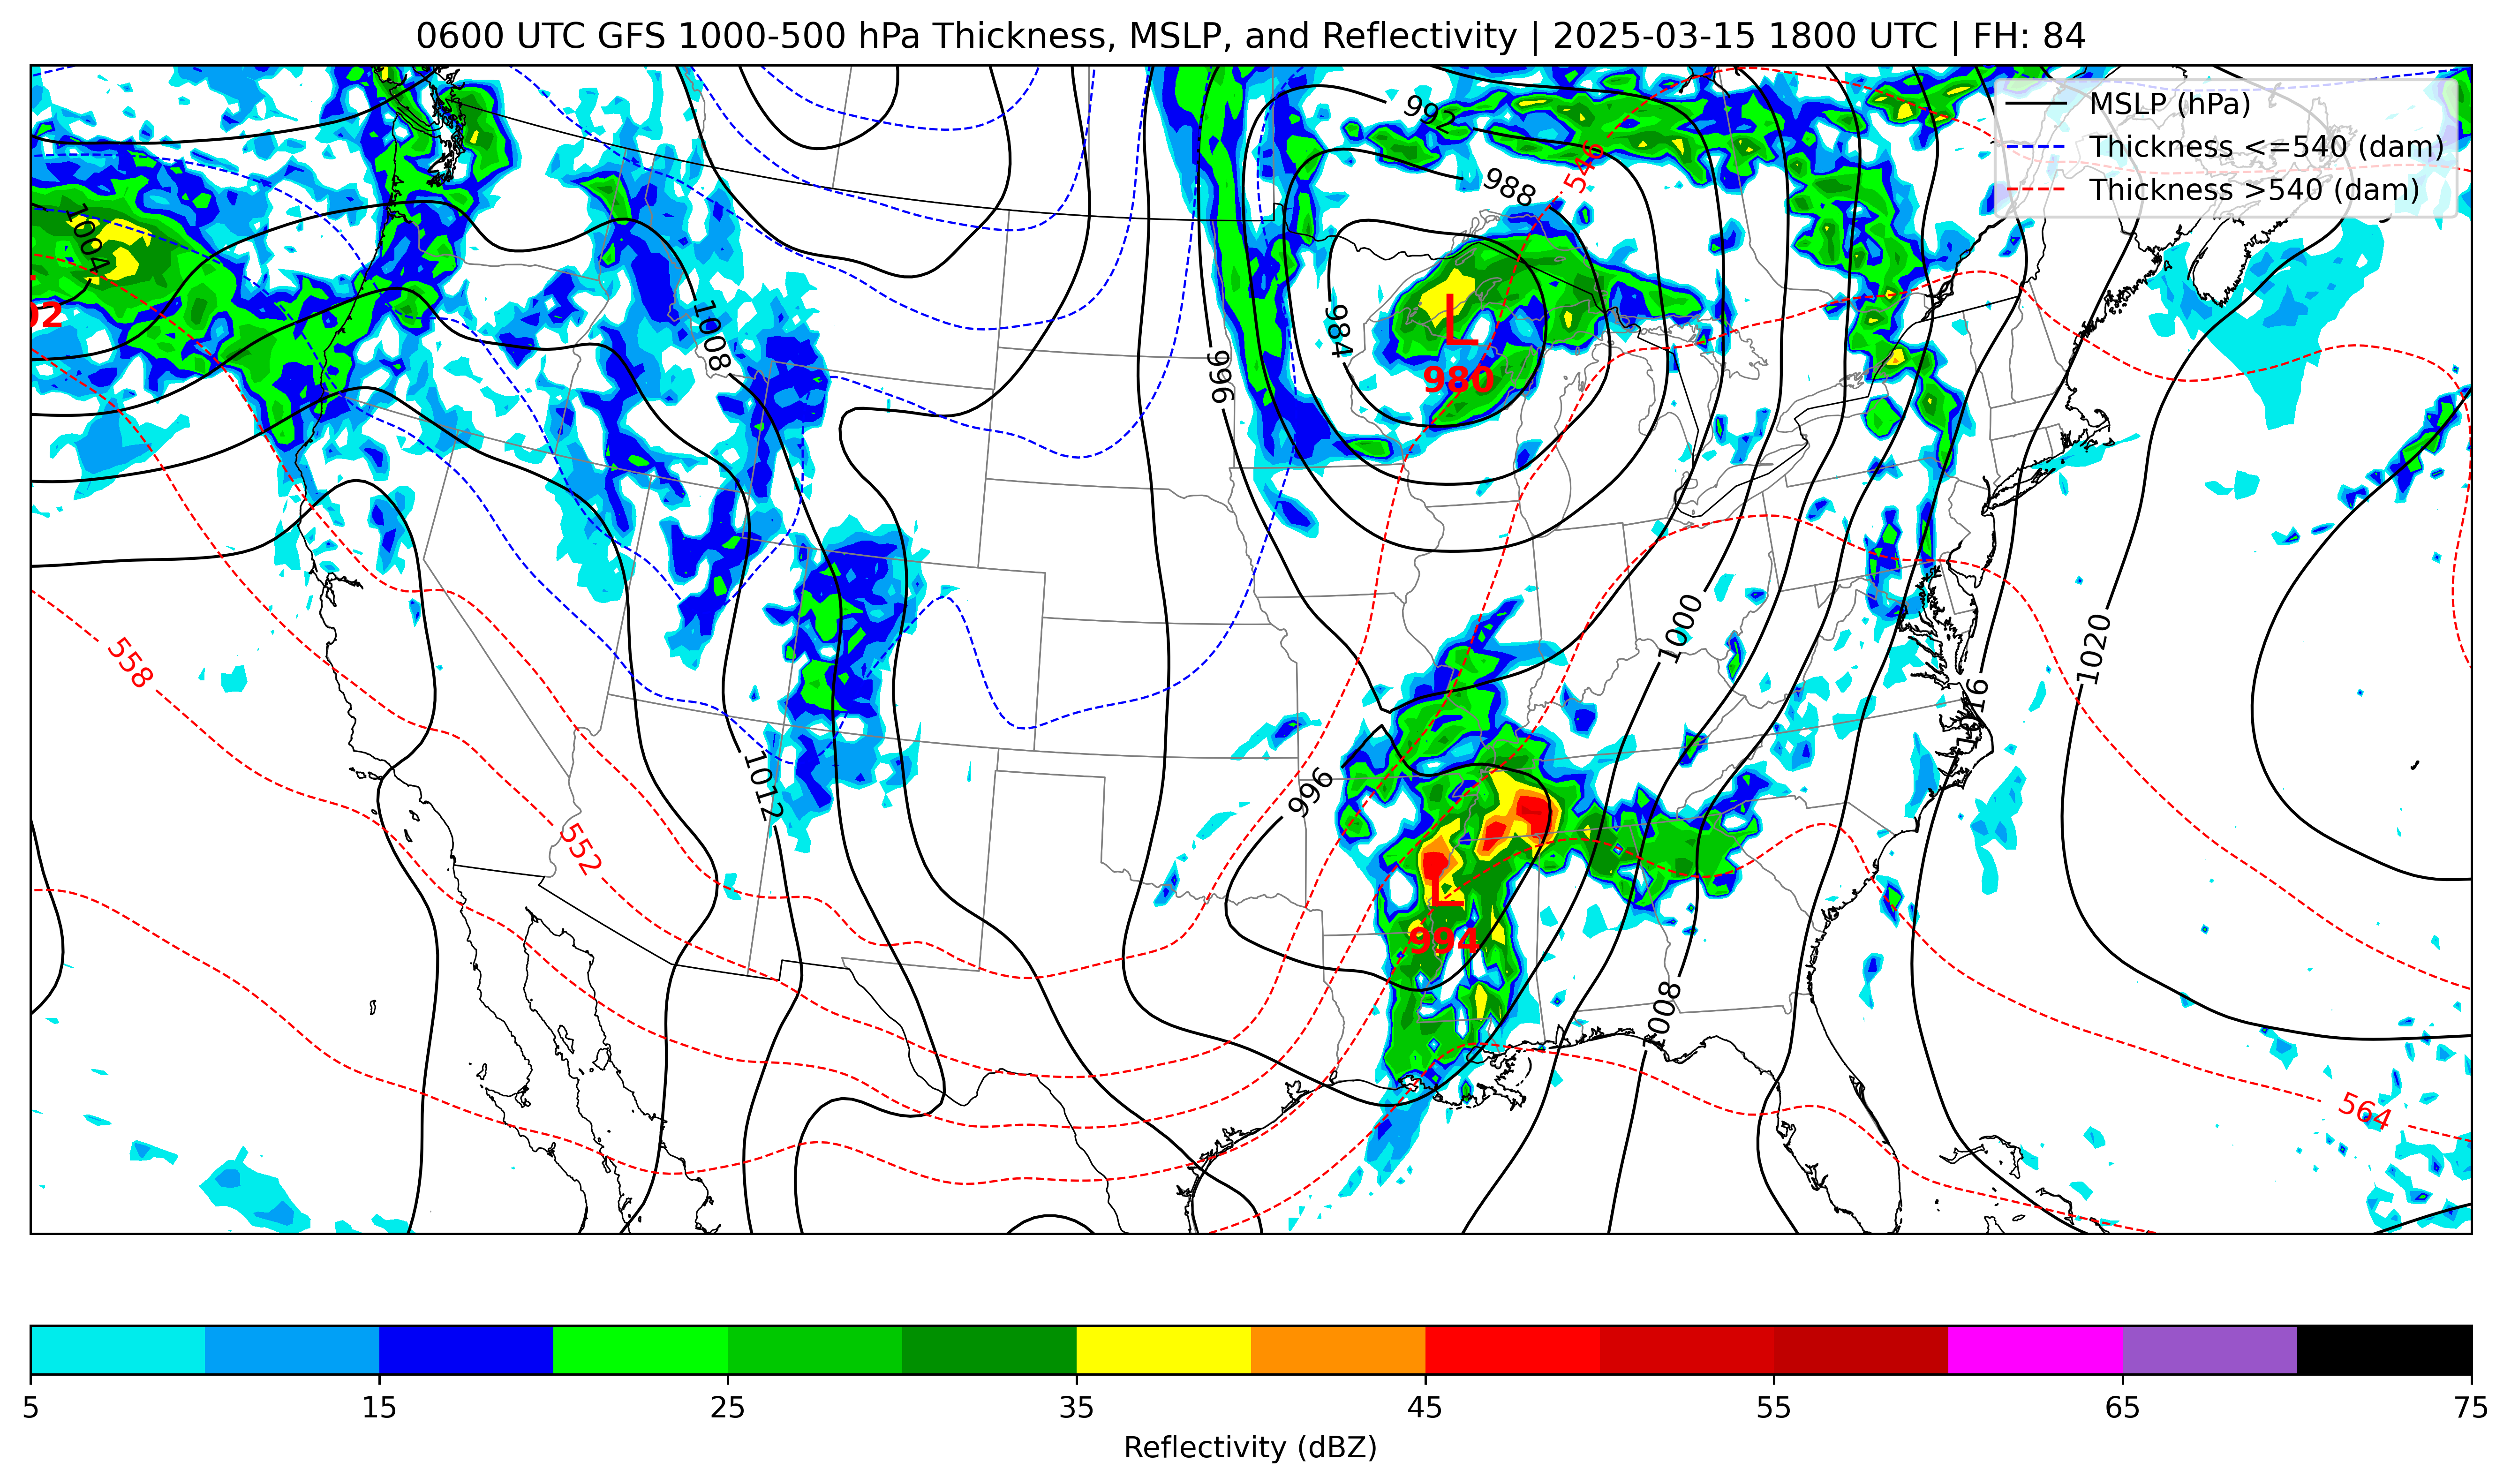 0600 UTC GFS 1000-500 hPa Thickness, MSLP, and Reflectivity | 2025-03-15 1800 UTC | FH: 84
MSLP (hPa)
Thickness <=540 (dam)
Thickness >540 (dam)
992
546
988
1004
L
984
980
1008
996
1000
1020
558
1016
1012
996
552
L
994
1008
564
5 15 25 35 45 55 65 75
Reflectivity (dBZ)